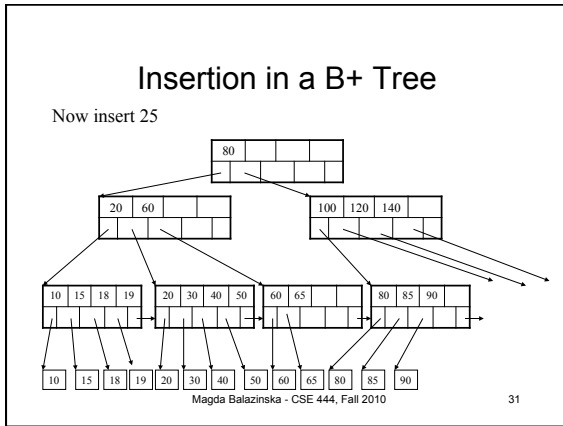 Insertion in a B+ Tree
Now insert 25
80
20 60
100 120 140
10 15 18 19 20 30 40 50 60 65 80 85 90
10 15 18 19 20 30 40 50 60 65 80 85 90
Magda Balazinska - CSE 444, Fall 2010 31